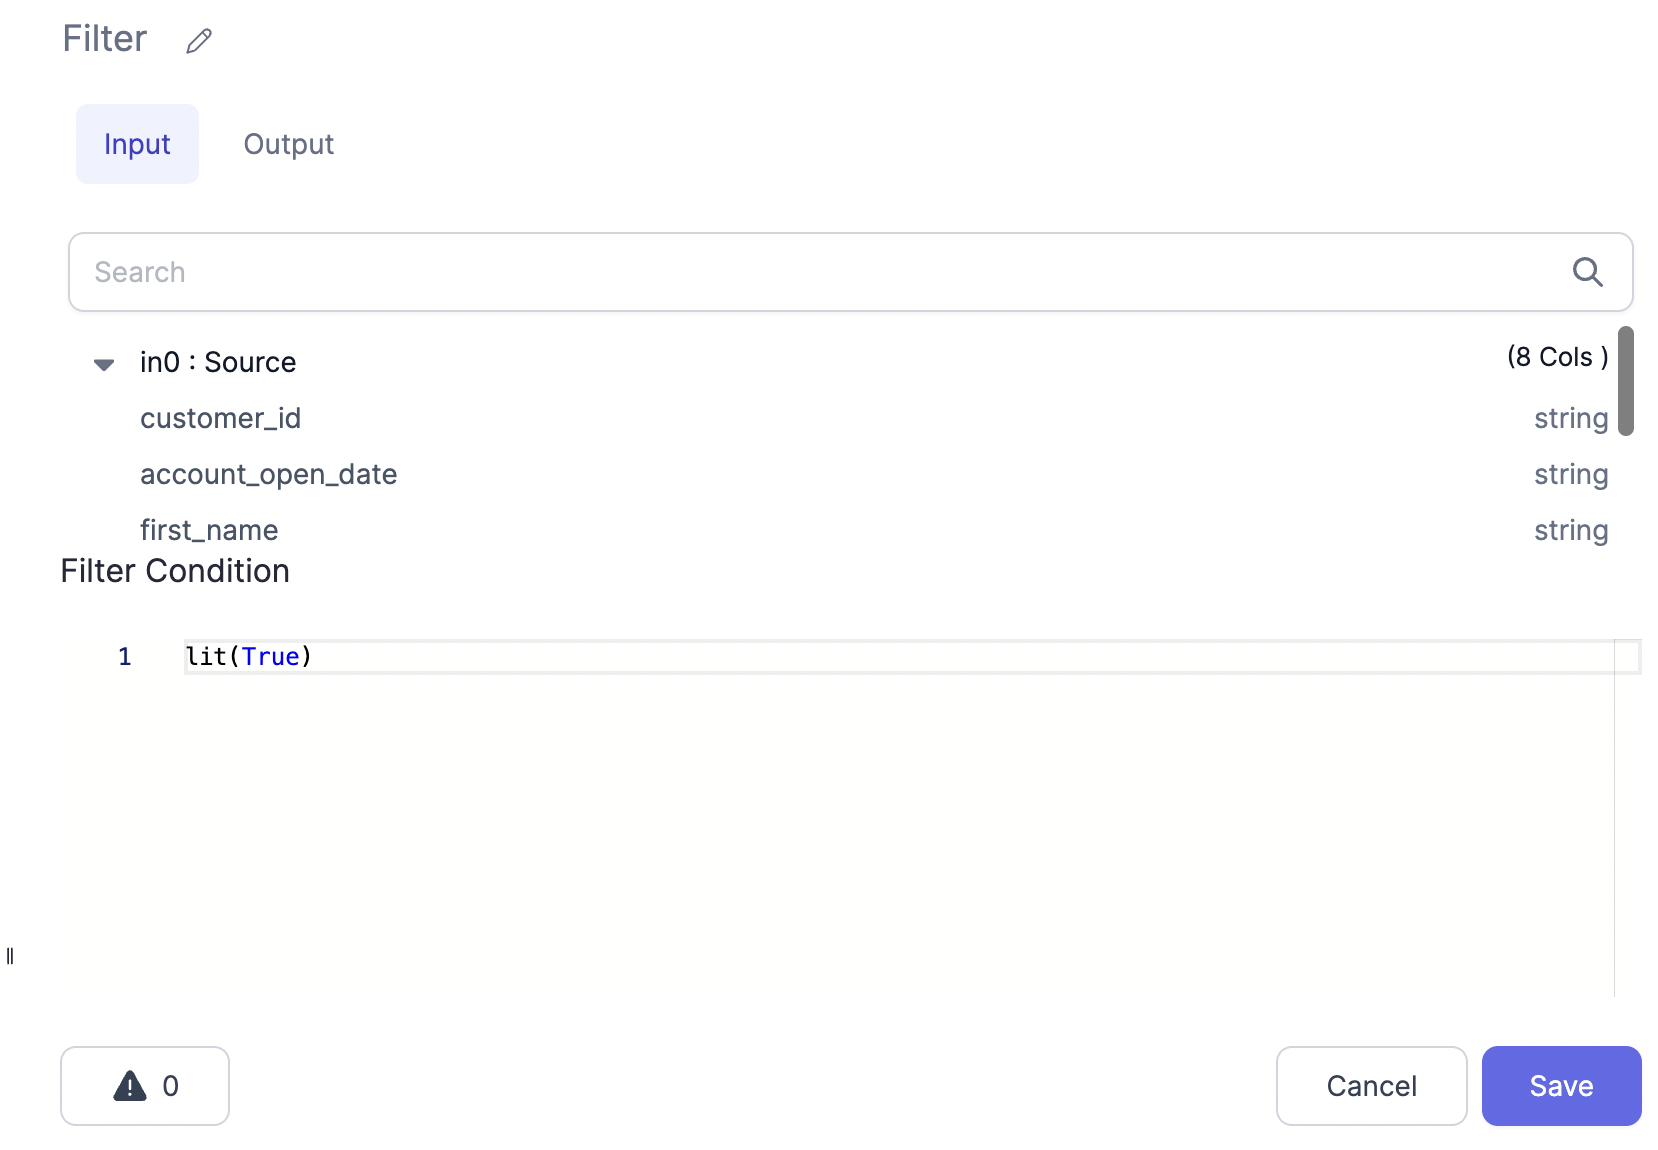 Filter
Input Output
Search
in0 : Source (8 Cols )
customer_id string
account_open_date string
first_name string
Filter Condition
1 lit(True)
0 Cancel Save